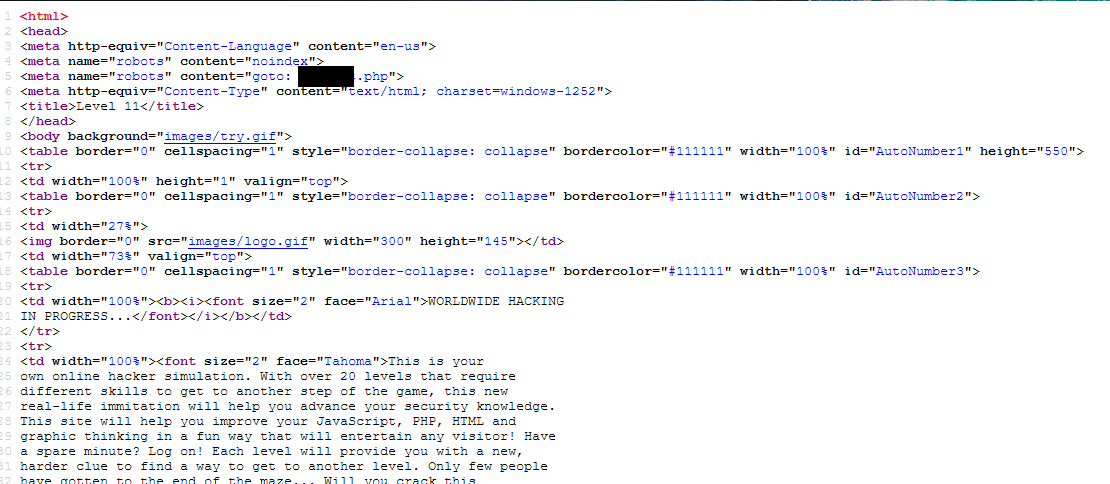 1 <html>
2 <head>
3 <meta http-equiv="Content-Language" content="en-us">
4 <meta name="robots" content="noindex">
5 <meta name="robots" content="goto: .php">
6 <meta http-equiv="Content-Type" content="text/html; charset=windows-1252">
7 <title>Level 11</title>
8 </head>
9 <body background="images/try.gif">
10 <table border="0" cellspacing="1" style="border-collapse: collapse" bordercolor="#111111" width="100%" id="AutoNumber1" height="550">
11 <tr>
12 <td width="100%" height="1" valign="top">
13 <table border="0" cellspacing="1" style="border-collapse: collapse" bordercolor="#111111" width="100%" id="AutoNumber2">
14 <tr>
15 <td width="27%">
16 <img border="0" src="images/logo.gif" width="300" height="145"></td>
17 <td width="73%" valign="top">
18 <table border="0" cellspacing="1" style="border-collapse: collapse" bordercolor="#111111" width="100%" id="AutoNumber3">
19 <tr>
20 <td width="100%"><b><i><font size="2" face="Arial">WORLDWIDE HACKING
21 IN PROGRESS...</font></i></b></td>
22 </tr>
23 <tr>
24 <td width="100%"><font size="2" face="Tahoma">This is your
25 own online hacker simulation. With over 20 levels that require
26 different skills to get to another step of the game, this new
27 real-life immitation will help you advance your security knowledge.
28 This site will help you improve your JavaScript, PHP, HTML and
29 graphic thinking in a fun way that will entertain any visitor! Have
30 a spare minute? Log on! Each level will provide you with a new,
31 harder clue to find a way to get to another level. Only few people
32 have gotten to the end of the maze... Will you crack this